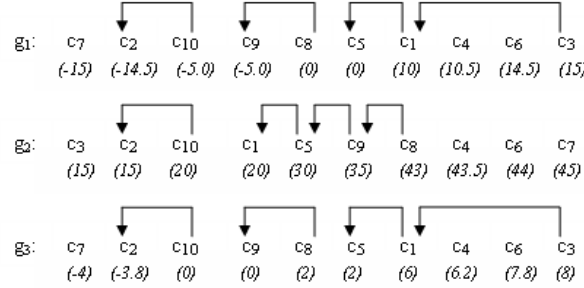 g1: c7 c2 c10 c9 c8 c5 c1 c4 c6 c3
(-15) (-14.5) (-5.0) (-5.0) (0) (0) (10) (10.5) (14.5) (15)
g2: c3 c2 c10 c1 c5 c9 c8 c4 c6 c7
(15) (15) (20) (20) (30) (35) (43) (43.5) (44) (45)
g3: c7 c2 c10 c9 c8 c5 c1 c4 c6 c3
(-4) (-3.8) (0) (0) (2) (2) (6) (6.2) (7.8) (8)